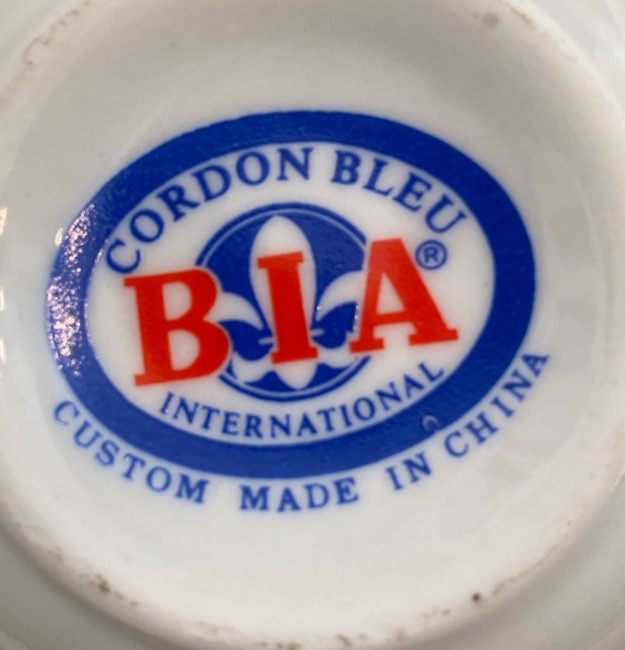 CORDON BLEU
BIA®
INTERNATIONAL
CUSTOM MADE IN CHINA